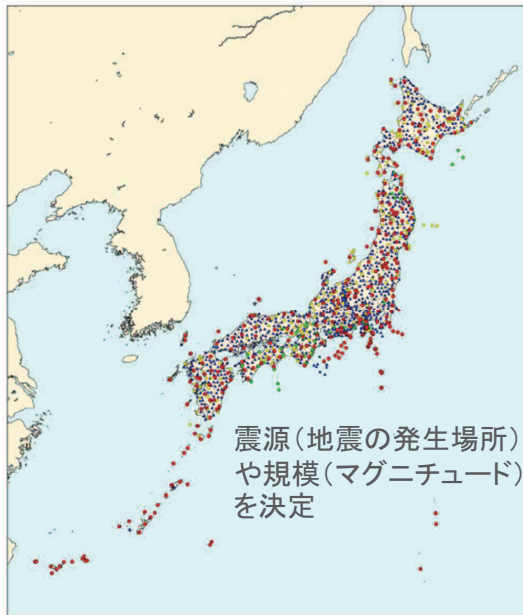 震源（地震の発生場所）
や規模（マグニチュード）
を決定